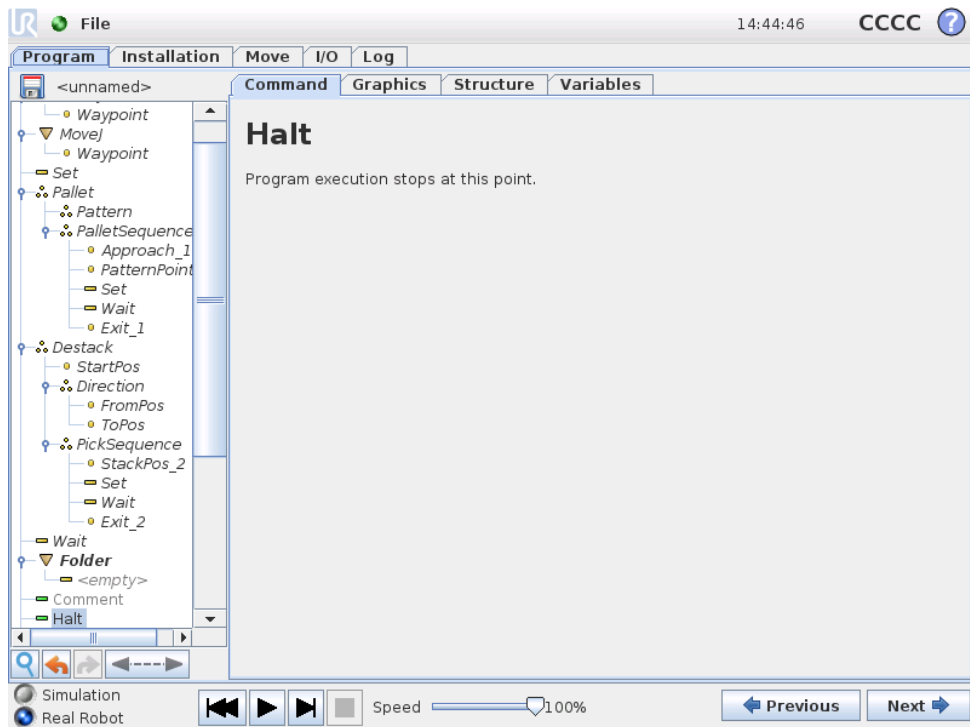 UR File 14:44:46 CCCC ?
Program Installation Move I/O Log
<unnamed> Command Graphics Structure Variables
Waypoint
MoveJ
Waypoint
Set
Pallet
Pattern
PalletSequence
Approach_1
PatternPoint
Set
Wait
Exit_1
Destack
StartPos
Direction
FromPos
ToPos
PickSequence
StackPos_2
Set
Wait
Exit_2
Wait
Folder
<empty>
Comment
Halt
Halt
Program execution stops at this point.
Simulation
Real Robot
Speed 100%
Previous Next